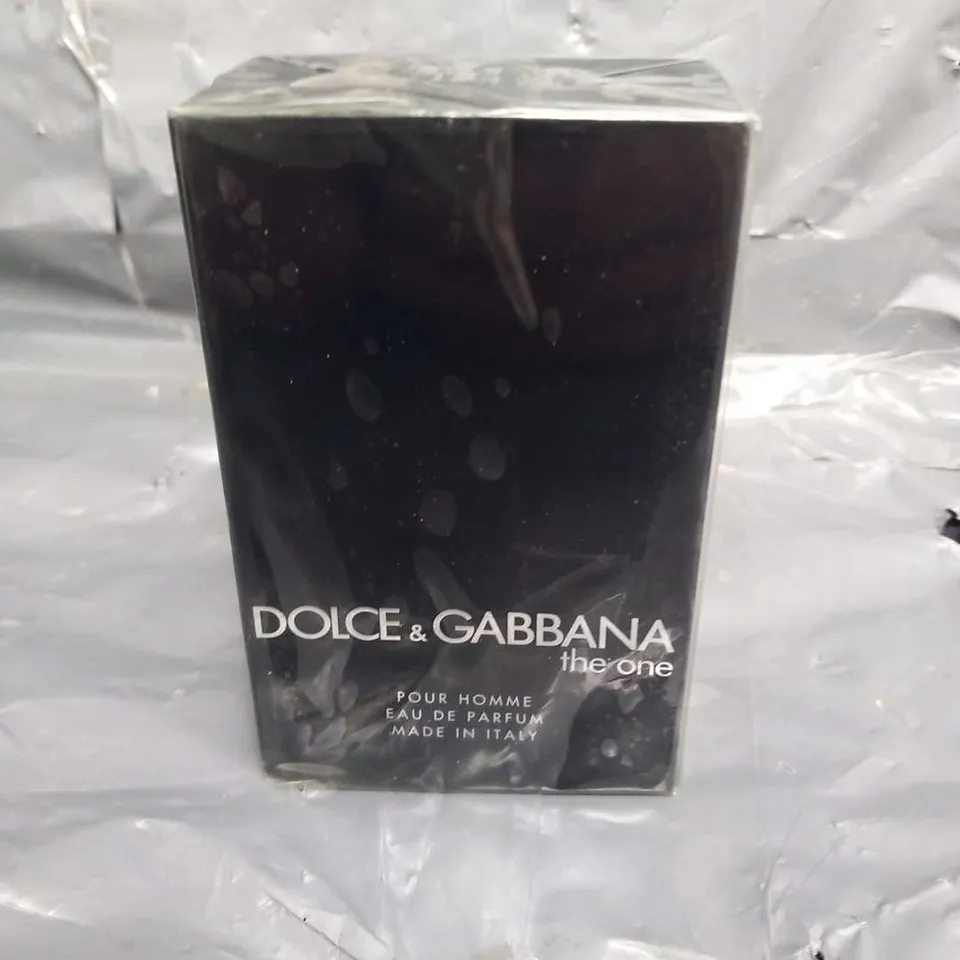 DOLCE & GABBANA
the one
POUR HOMME
EAU DE PARFUM
MADE IN ITALY